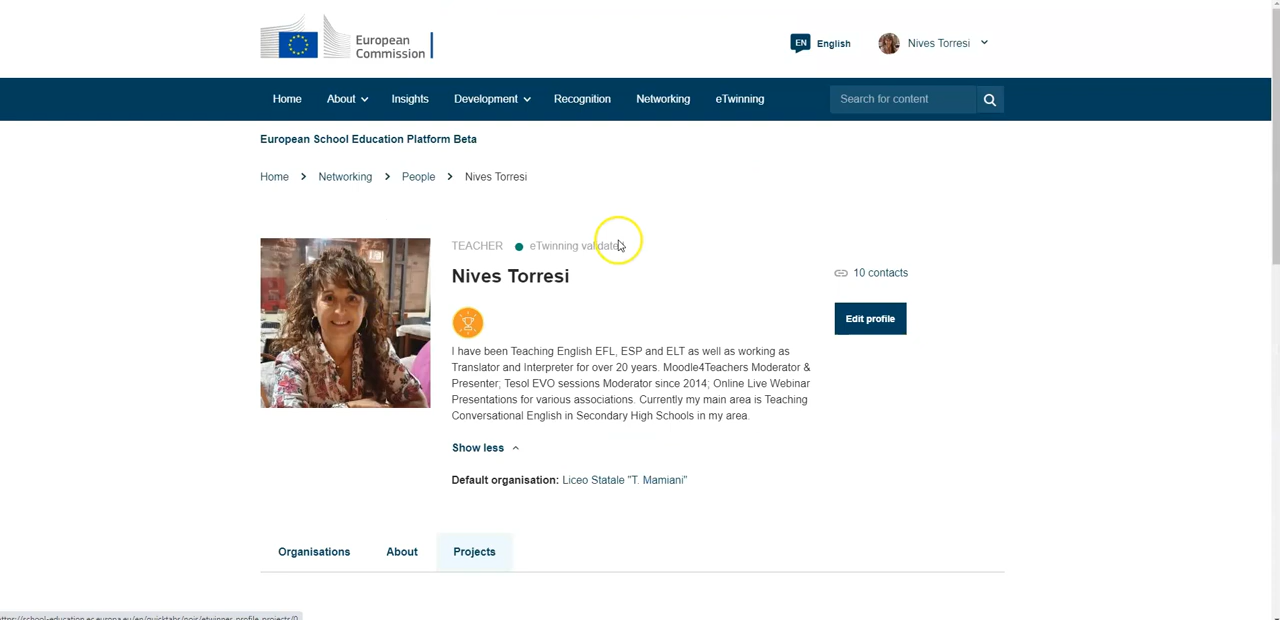 European
Commission
EN English
Nives Torresi
Home About Insights Development Recognition Networking eTwinning
Search for content
European School Education Platform Beta
Home > Networking > People > Nives Torresi
TEACHER eTwinning validated
Nives Torresi
10 contacts
Edit profile
I have been Teaching English EFL, ESP and ELT as well as working as
Translator and Interpreter for over 20 years. Moodle4Teachers Moderator &
Presenter; Tesol EVO sessions Moderator since 2014; Online Live Webinar
Presentations for various associations. Currently my main area is Teaching
Conversational English in Secondary High Schools in my area.
Show less
Default organisation: Liceo Statale "T. Mamiani"
Organisations About Projects